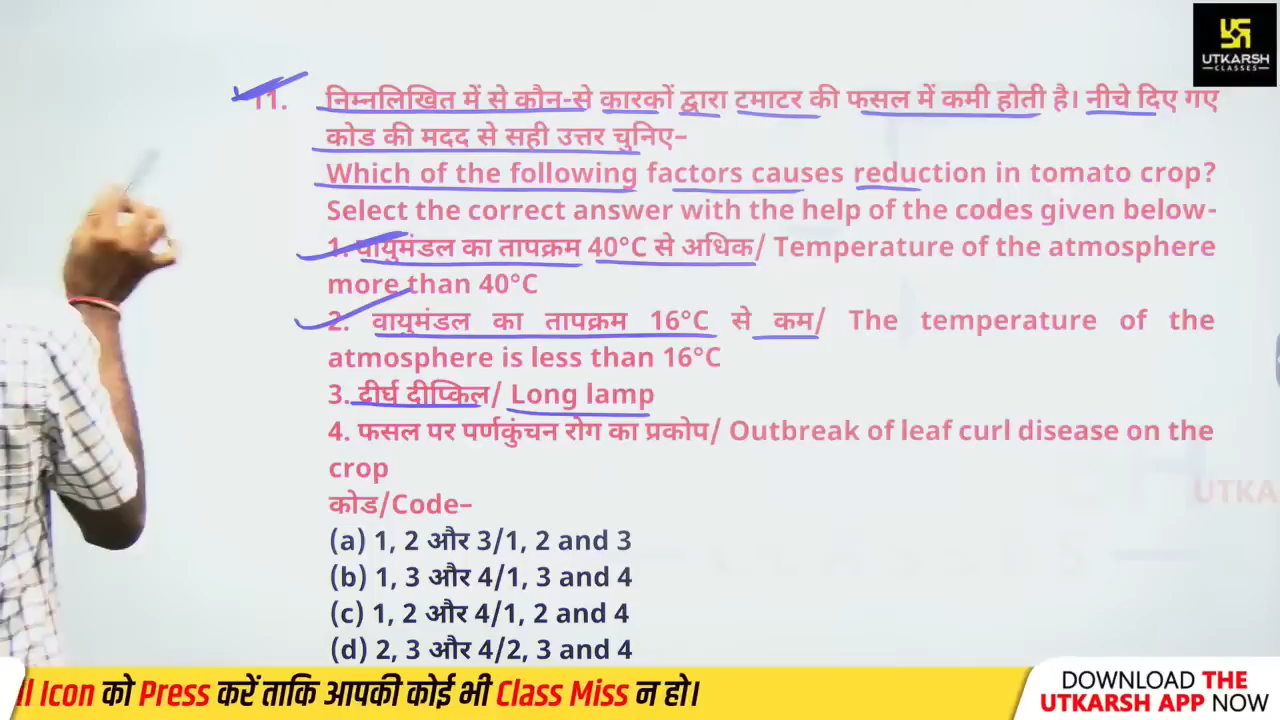 UTKARSH
CLASSES
11. निम्नलिखित में से कौन-से कारकों द्वारा टमाटर की फसल में कमी होती है। नीचे दिए गए
कोड की मदद से सही उत्तर चुनिए–
Which of the following factors causes reduction in tomato crop?
Select the correct answer with the help of the codes given below-
1. वायुमंडल का तापक्रम 40°C से अधिक/ Temperature of the atmosphere
more than 40°C
2. वायुमंडल का तापक्रम 16°C से कम/ The temperature of the
atmosphere is less than 16°C
3. दीर्घ दीप्किल/ Long lamp
4. फसल पर पर्णकुंचन रोग का प्रकोप/ Outbreak of leaf curl disease on the
crop
UTKA
कोड/Code–
(a) 1, 2 और 3/1, 2 and 3
(b) 1, 3 और 4/1, 3 and 4
(c) 1, 2 और 4/1, 2 and 4
(d) 2, 3 और 4/2, 3 and 4
Icon को Press करें ताकि आपकी कोई भी Class Miss न हो।
DOWNLOAD THE
UTKARSH APP NOW